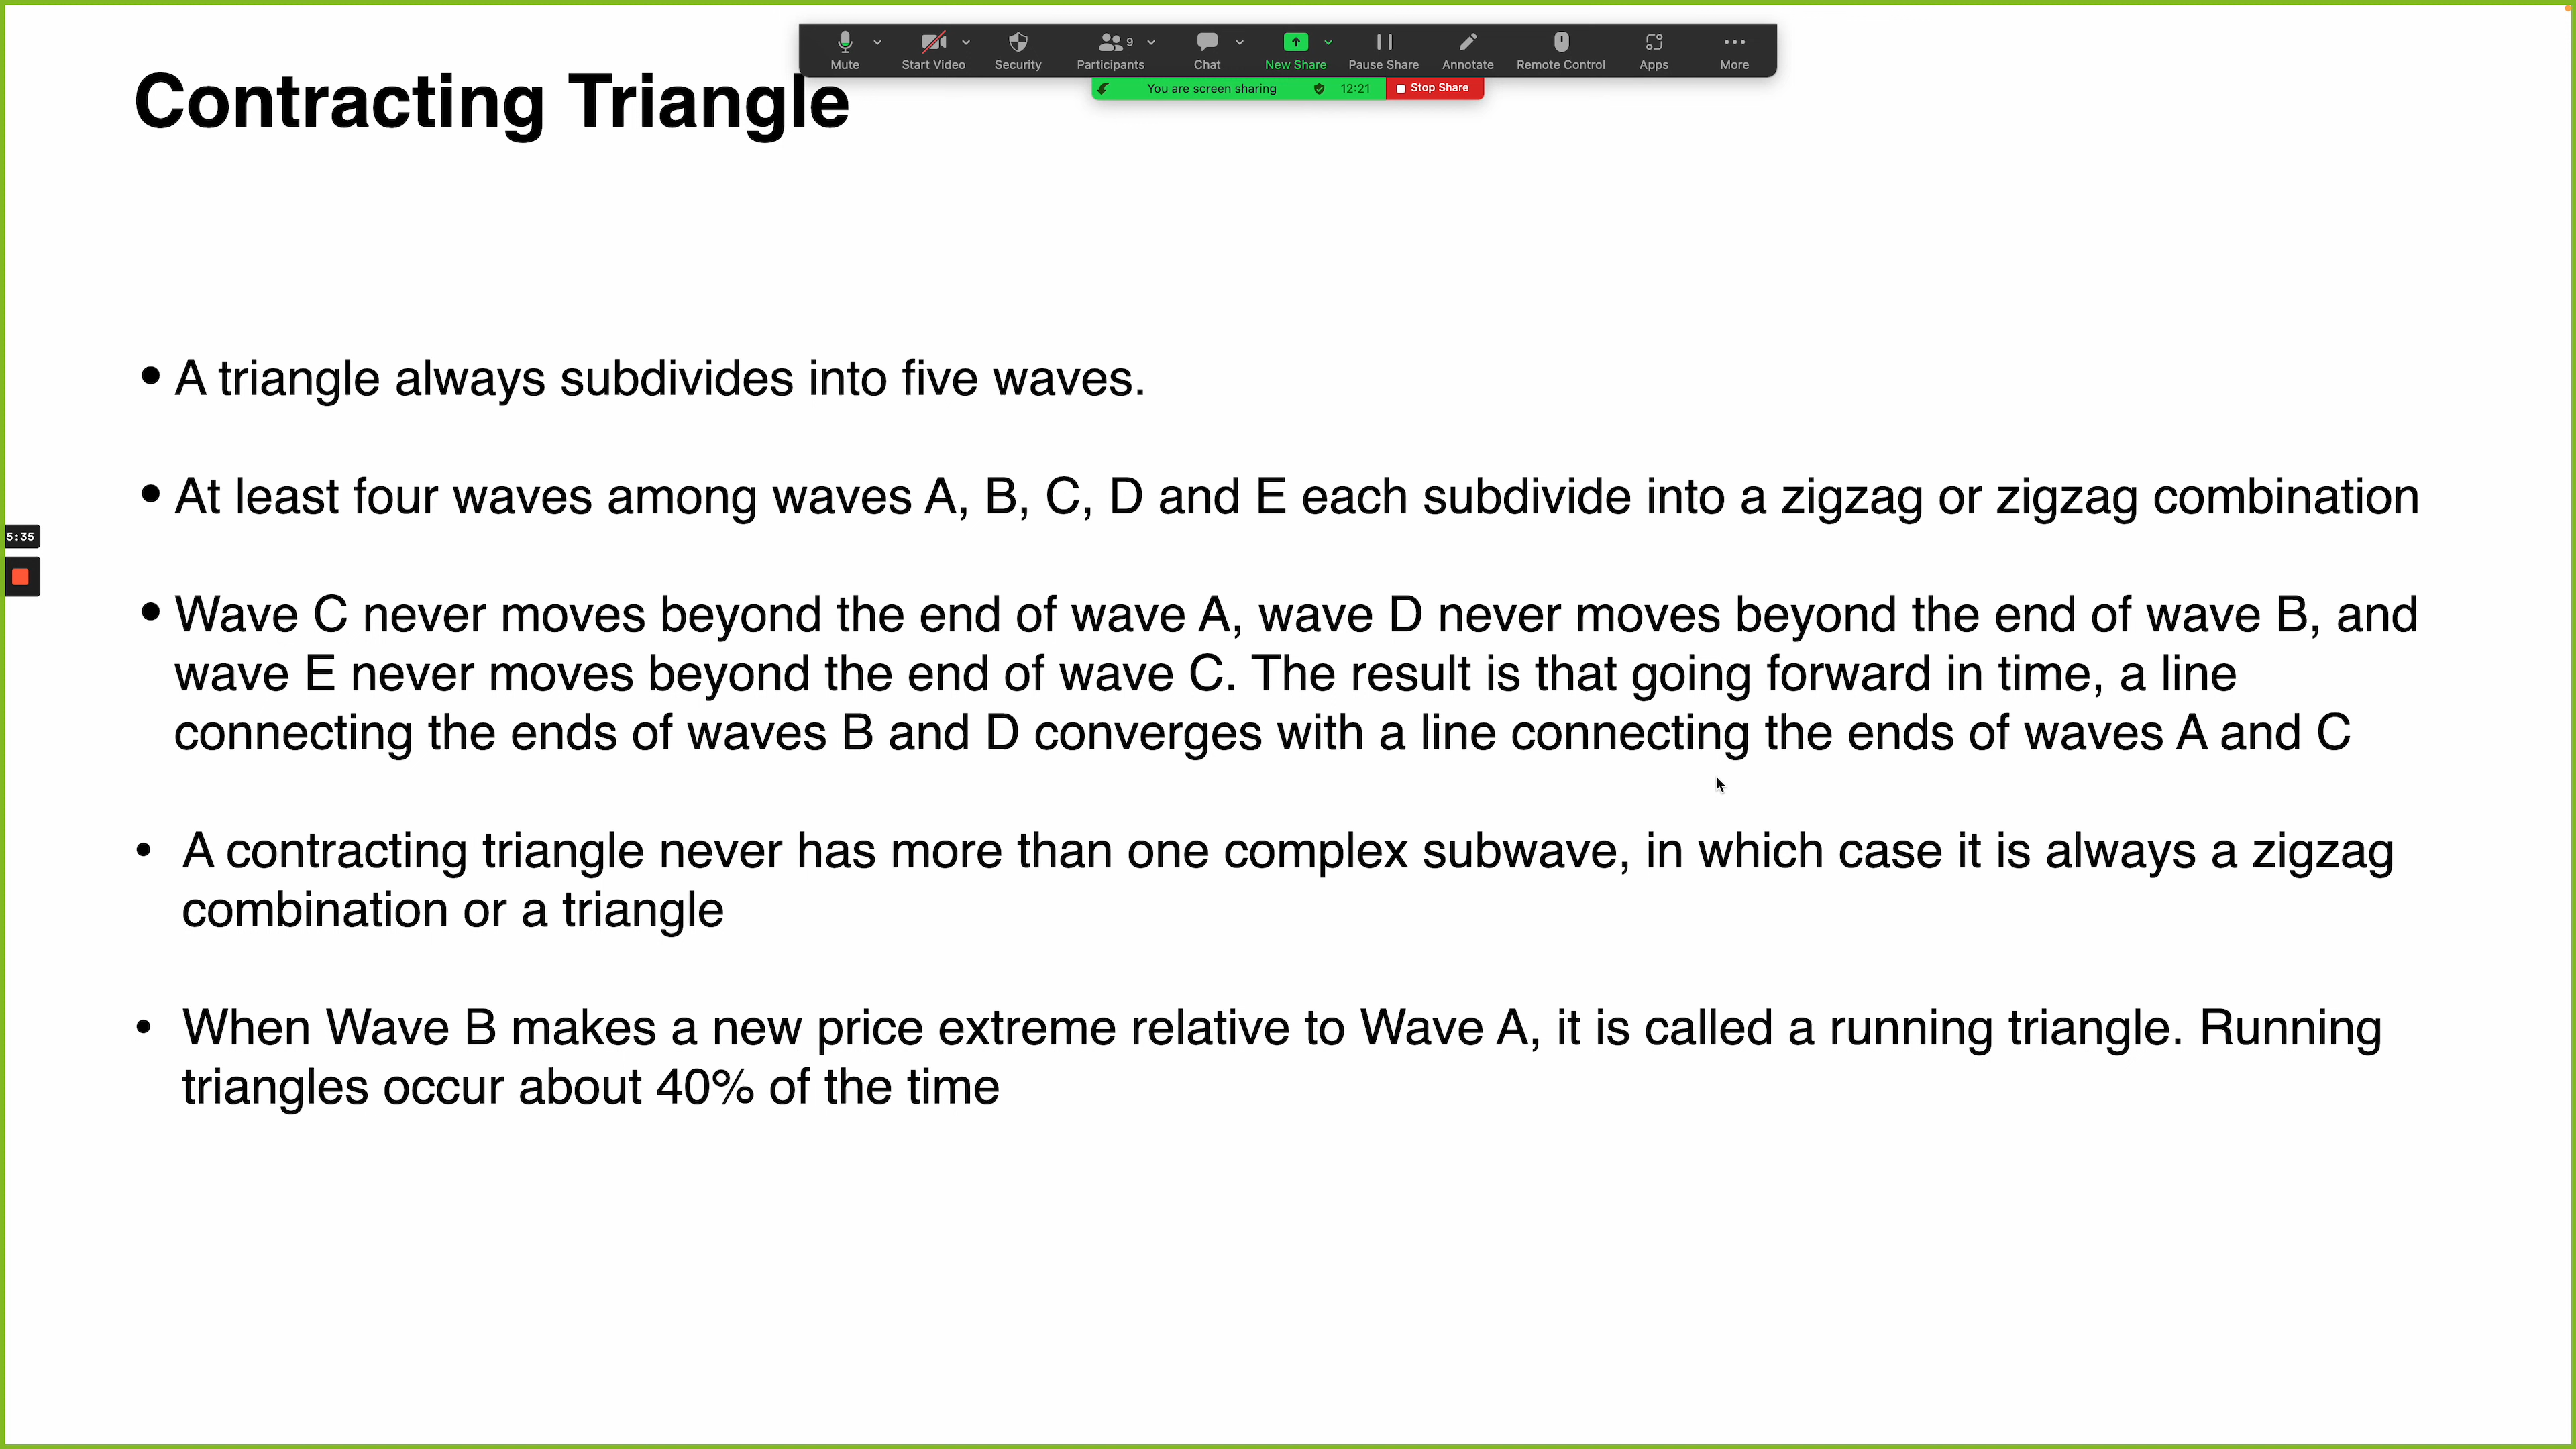 Mute
Start Video
Security
9
Participants
Chat
New Share
Pause Share
Annotate
Remote Control
Apps
More
You are screen sharing
12:21
Stop Share
Contracting Triangle
• A triangle always subdivides into five waves.
• At least four waves among waves A, B, C, D and E each subdivide into a zigzag or zigzag combination
5:35
• Wave C never moves beyond the end of wave A, wave D never moves beyond the end of wave B, and
wave E never moves beyond the end of wave C. The result is that going forward in time, a line
connecting the ends of waves B and D converges with a line connecting the ends of waves A and C
• A contracting triangle never has more than one complex subwave, in which case it is always a zigzag
combination or a triangle
• When Wave B makes a new price extreme relative to Wave A, it is called a running triangle. Running
triangles occur about 40% of the time